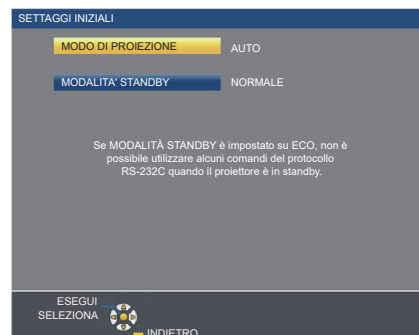 SETTAGGI INIZIALI
MODO DI PROIEZIONE AUTO
MODALITA' STANDBY NORMALE
Se MODALITÀ STANDBY è impostato su ECO, non è
possibile utilizzare alcuni comandi del protocollo
RS-232C quando il proiettore è in standby.
ESEGUI
SELEZIONA
INDIETRO